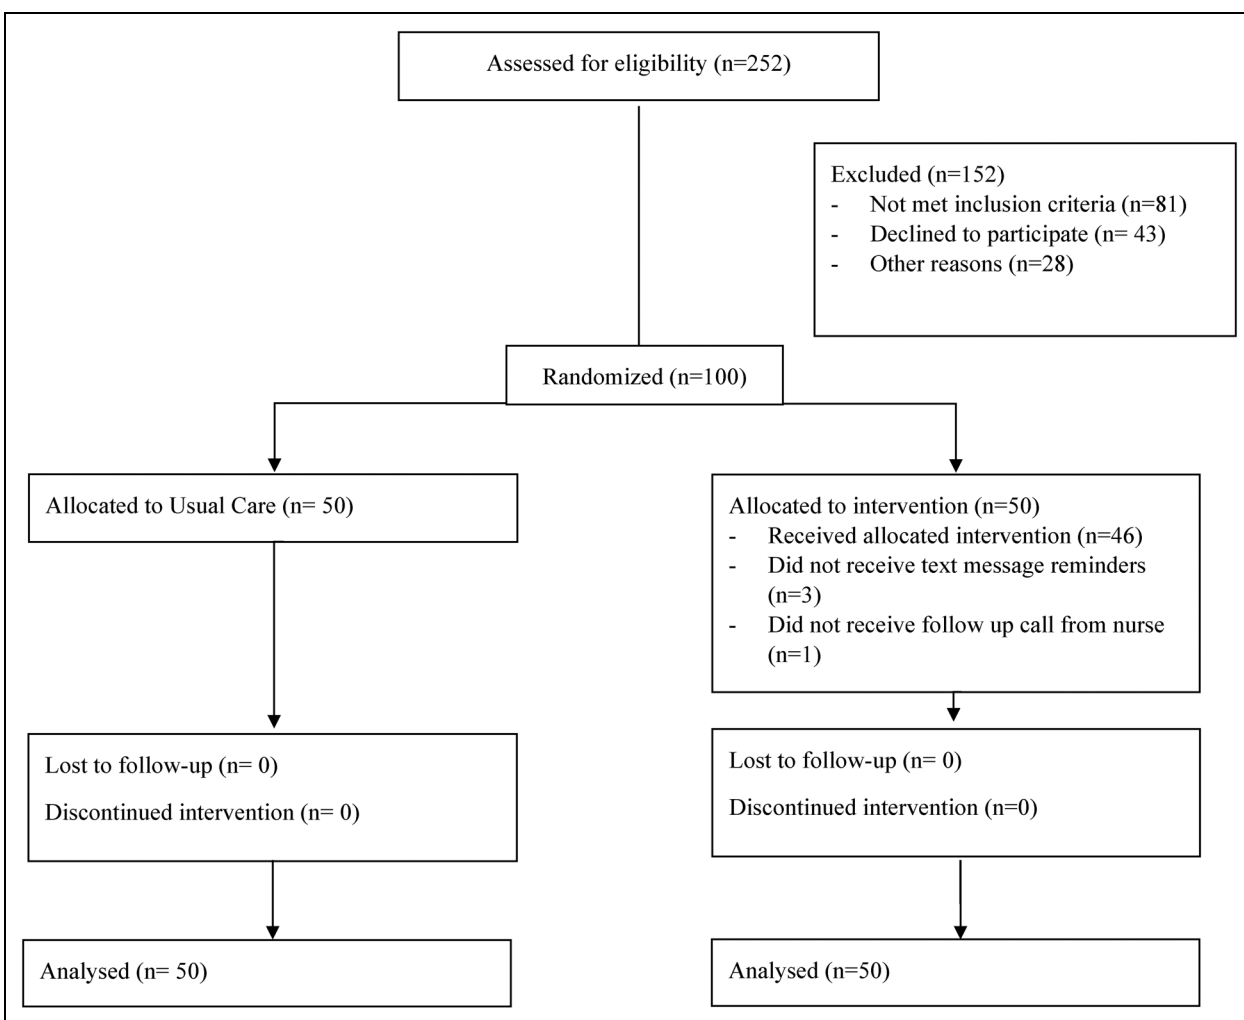 Assessed for eligibility (n=252)
Excluded (n=152)
- Not met inclusion criteria (n=81)
- Declined to participate (n= 43)
- Other reasons (n=28)
Randomized (n=100)
Allocated to Usual Care (n= 50)
Allocated to intervention (n=50)
- Received allocated intervention (n=46)
- Did not receive text message reminders
(n=3)
- Did not receive follow up call from nurse
(n=1)
Lost to follow-up (n= 0)
Discontinued intervention (n= 0)
Lost to follow-up (n= 0)
Discontinued intervention (n=0)
Analysed (n= 50)
Analysed (n=50)